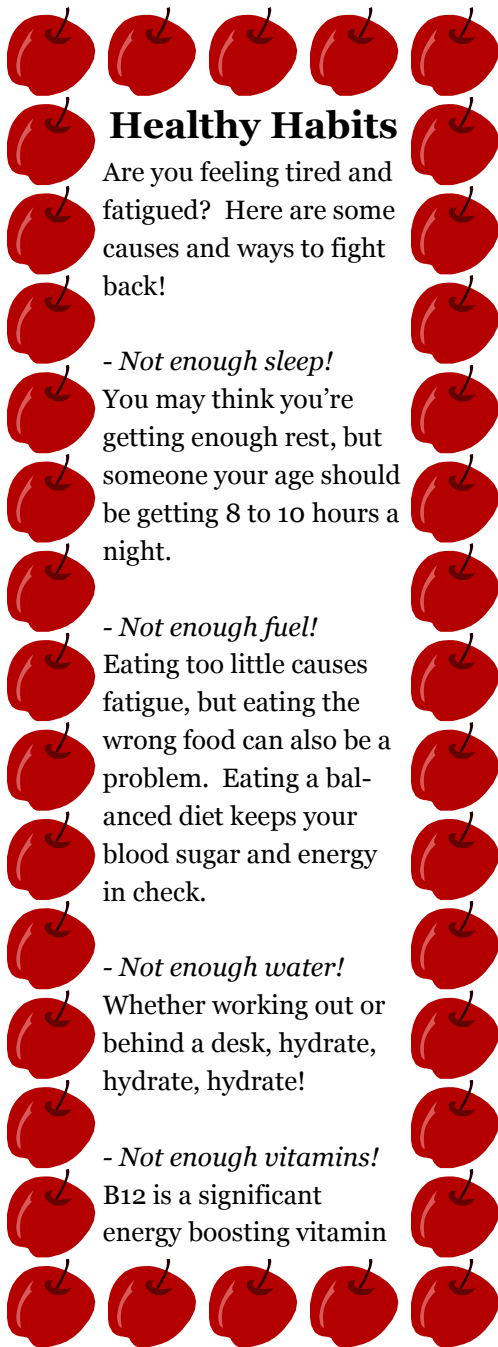 Healthy Habits
Are you feeling tired and
fatigued?  Here are some
causes and ways to fight
back!
- Not enough sleep!
You may think you’re
getting enough rest, but
someone your age should
be getting 8 to 10 hours a
night.
- Not enough fuel!
Eating too little causes
fatigue, but eating the
wrong food can also be a
problem.  Eating a bal-
anced diet keeps your
blood sugar and energy
in check.
- Not enough water!
Whether working out or
behind a desk, hydrate,
hydrate, hydrate!
- Not enough vitamins!
B12 is a significant
energy boosting vitamin